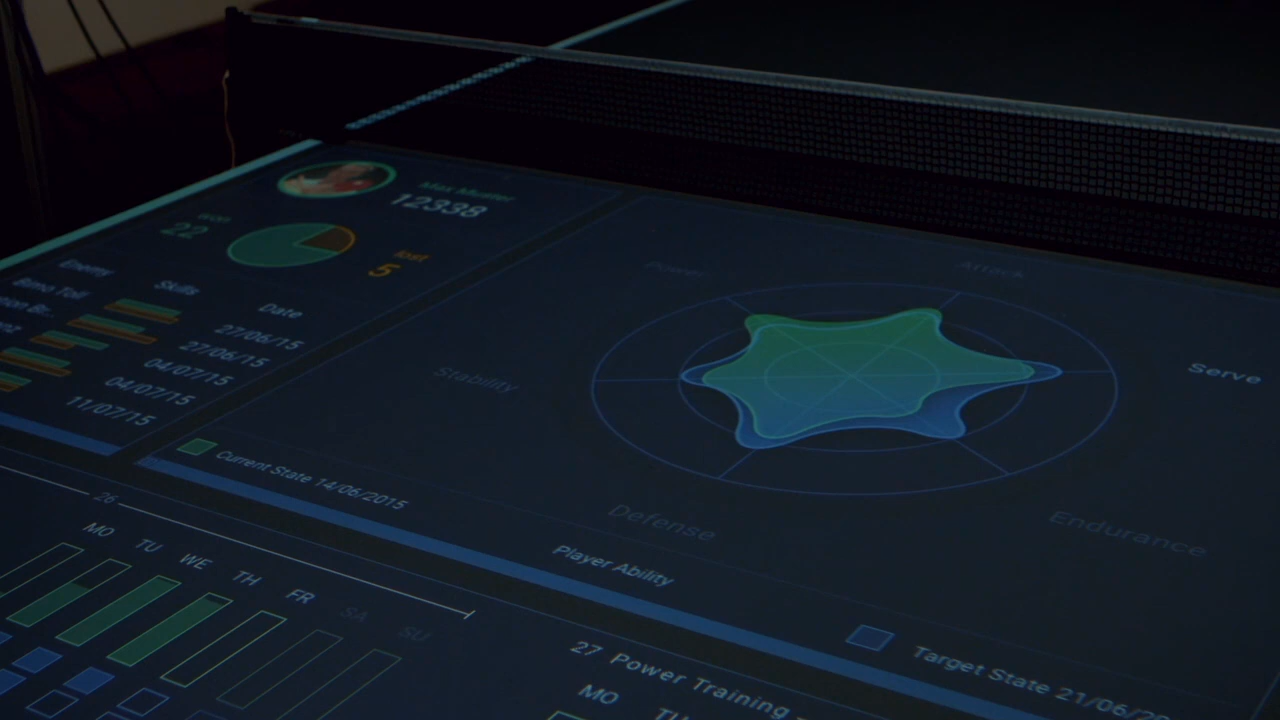 Max Muster
12338
won
22
lost
5
Enemy
Skills
Date
27/06/15
27/06/15
04/07/15
04/07/15
11/07/15
Power
Attack
Stability
Serve
Defense
Endurance
Current State 14/06/2015
Player Ability
Target State 21/06/20
26
MO TU WE TH FR SA SU
27 Power Training
MO